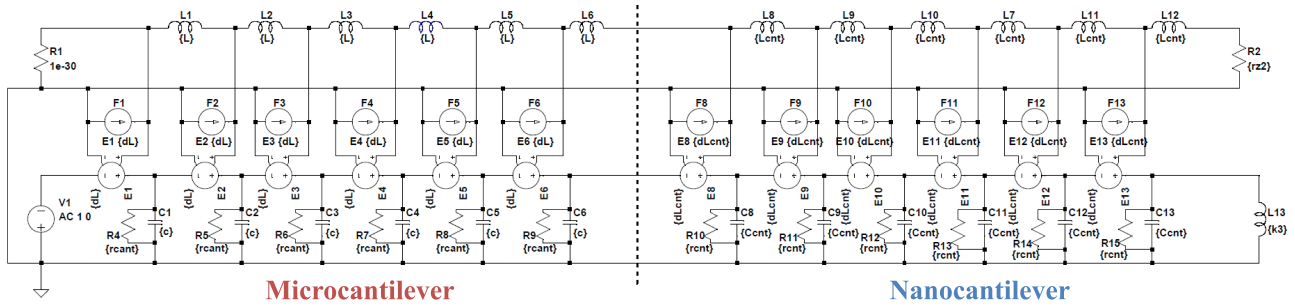 L1 L2 L3 L4 L5 L6 L8 L9 L10 L7 L11 L12
{L} {L} {L} {L} {L} {L} {Lcnt} {Lcnt} {Lcnt} {Lcnt} {Lcnt} {Lcnt}
R1
1e-30
R2
{rz2}
F1 F2 F3 F4 F5 F6 F8 F9 F10 F11 F12 F13
E1 {dL} E2 {dL} E3 {dL} E4 {dL} E5 {dL} E6 {dL} E8 {dLcnt} E9 {dLcnt} E10 {dLcnt} E11 {dLcnt} E12 {dLcnt} E13 {dLcnt}
{dL} E1 {dL} E2 {dL} E3 {dL} E4 {dL} E5 {dL} E6 {dLcnt} E8 {dLcnt} E9 {dLcnt} E10 {dLcnt} E11 {dLcnt} E12 {dLcnt} E13
V1
AC 1 0
C1 C2 C3 C4 C5 C6 C8 C9 C10 C11 C12 C13
{c} {c} {c} {c} {c} {c} {Ccnt} {Ccnt} {Ccnt} {Ccnt} {Ccnt} {Ccnt}
R4 R5 R6 R7 R8 R9 R10 R11 R12 R13 R14 R15
{rcant} {rcant} {rcant} {rcant} {rcant} {rcant} {rcnt} {rcnt} {rcnt} {rcnt} {rcnt} {rcnt}
L13
{k3}
Microcantilever
Nanocantilever